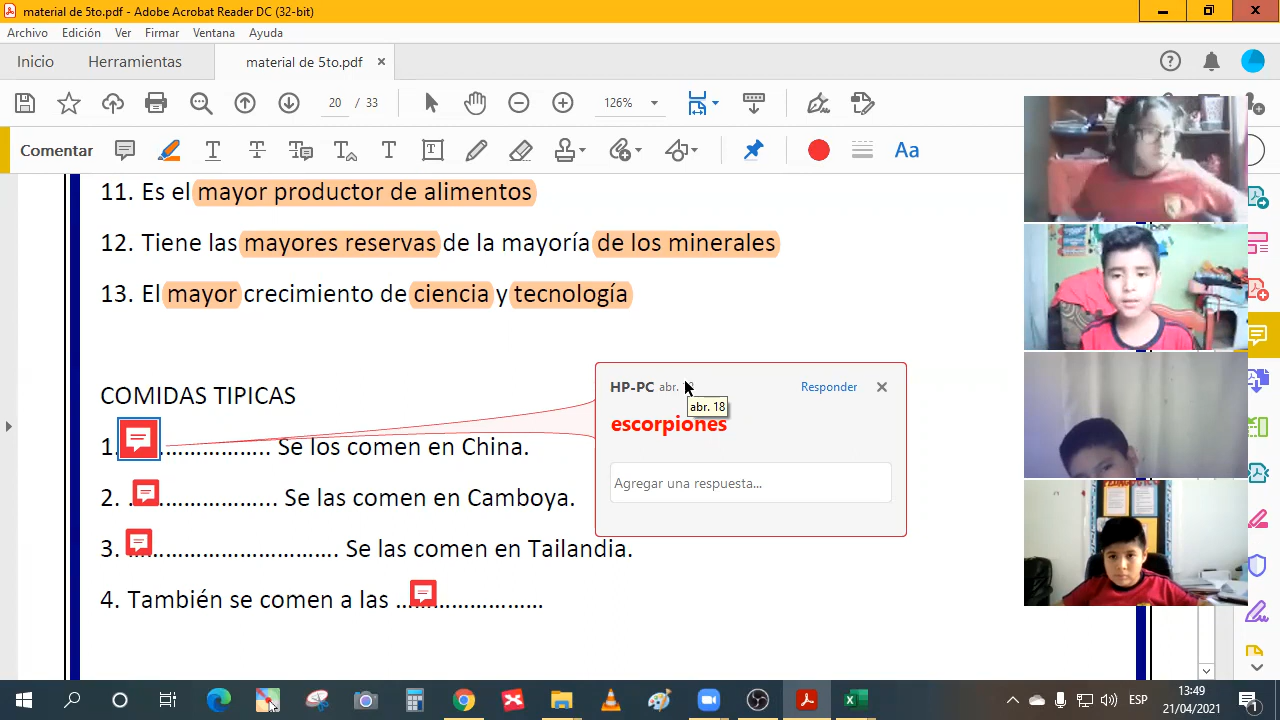 material de 5to.pdf - Adobe Acrobat Reader DC (32-bit)
Archivo Edición Ver Firmar Ventana Ayuda
Inicio Herramientas material de 5to.pdf
20 / 33 126%
Comentar Aa
11. Es el mayor productor de alimentos
12. Tiene las mayores reservas de la mayoría de los minerales
13. El mayor crecimiento de ciencia y tecnología
HP-PC abr. Responder
abr. 18
COMIDAS TIPICAS
escorpiones
1. ……………….. Se los comen en China.
Agregar una respuesta...
2. ………………….. Se las comen en Camboya.
3. …………………………. Se las comen en Tailandia.
4. También se comen a las …………………….
ESP 13:49
21/04/2021 1